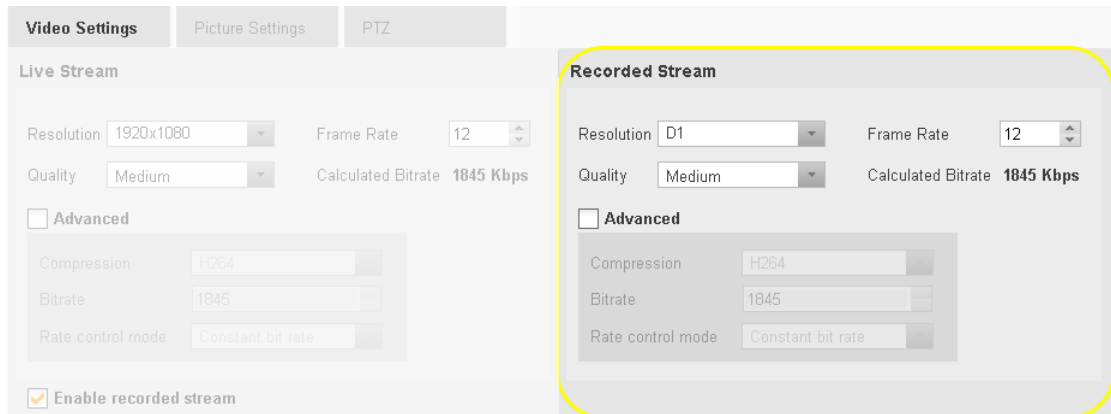 Video Settings Picture Settings PTZ
Live Stream
Resolution 1920x1080 Frame Rate 12
Quality Medium Calculated Bitrate 1845 Kbps
Advanced
Compression H264
Bitrate 1845
Rate control mode Constant bit rate
Enable recorded stream
Recorded Stream
Resolution D1 Frame Rate 12
Quality Medium Calculated Bitrate 1845 Kbps
Advanced
Compression H264
Bitrate 1845
Rate control mode Constant bit rate